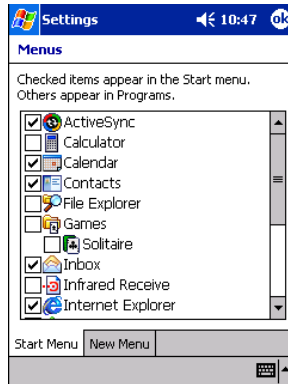 Settings 10:47 ok
Menus
Checked items appear in the Start menu.
Others appear in Programs.
ActiveSync
Calculator
Calendar
Contacts
File Explorer
Games
Solitaire
Inbox
Infrared Receive
Internet Explorer
Start Menu New Menu